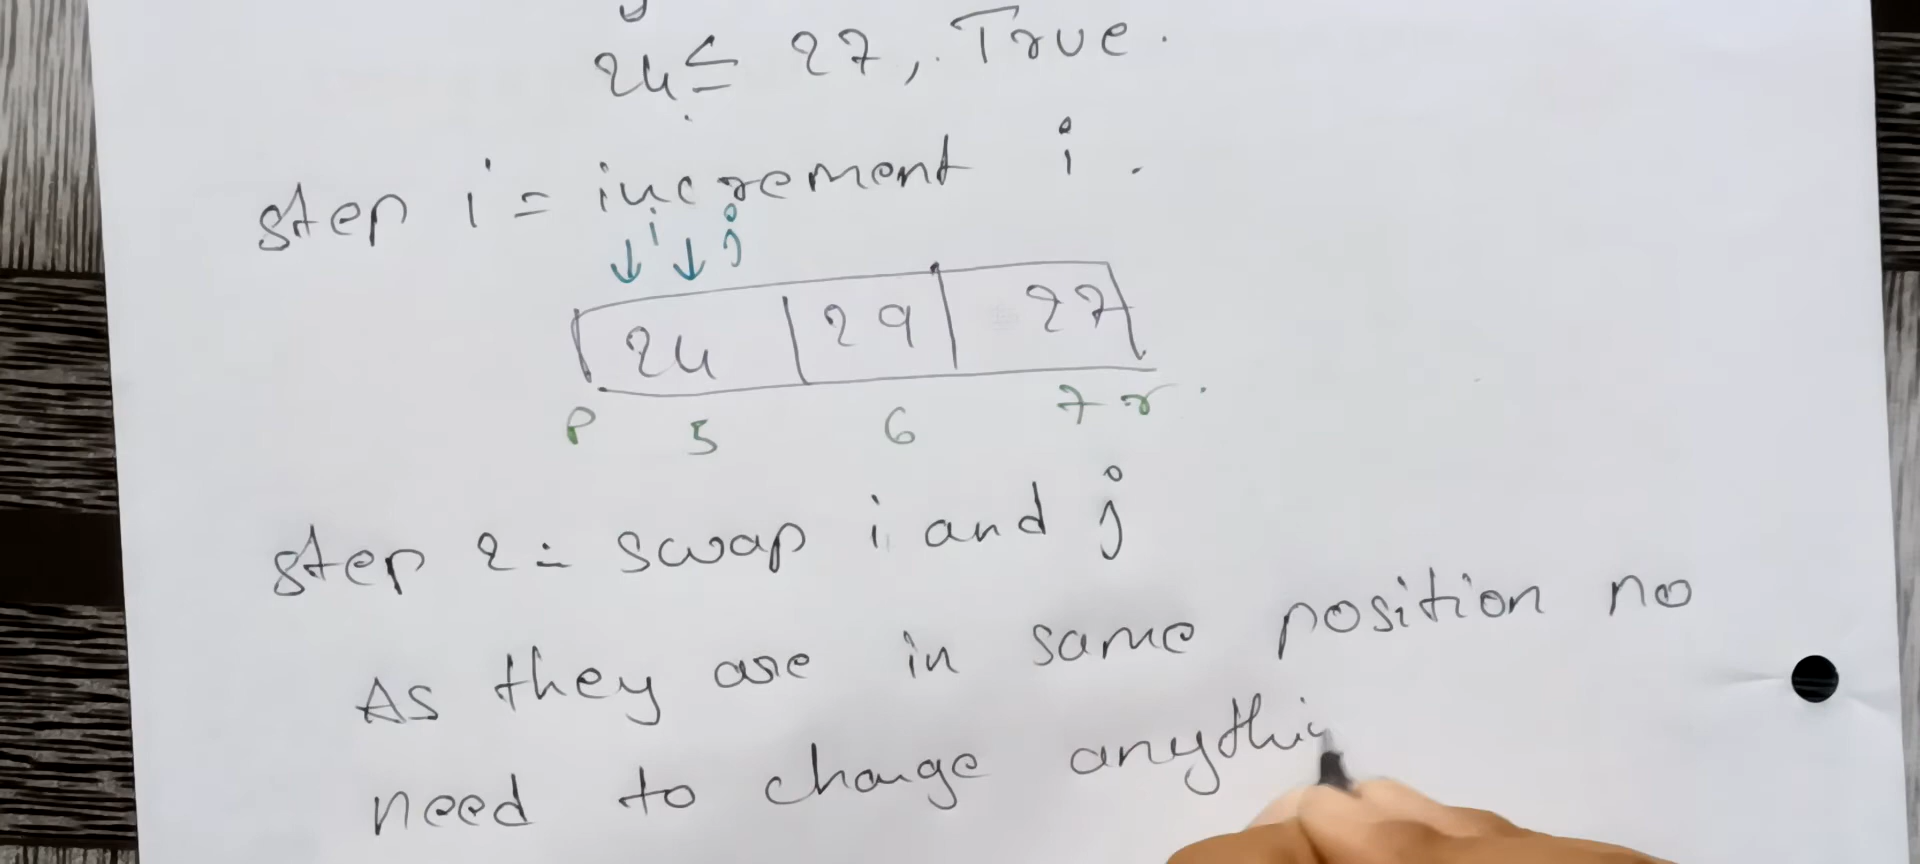 24 ≤ 27, True.
step 1 = increment i.
i j
24 29 27
P 5 6 7 r.
step 2 = swap i and j
As they are in same position no
need to change anythi